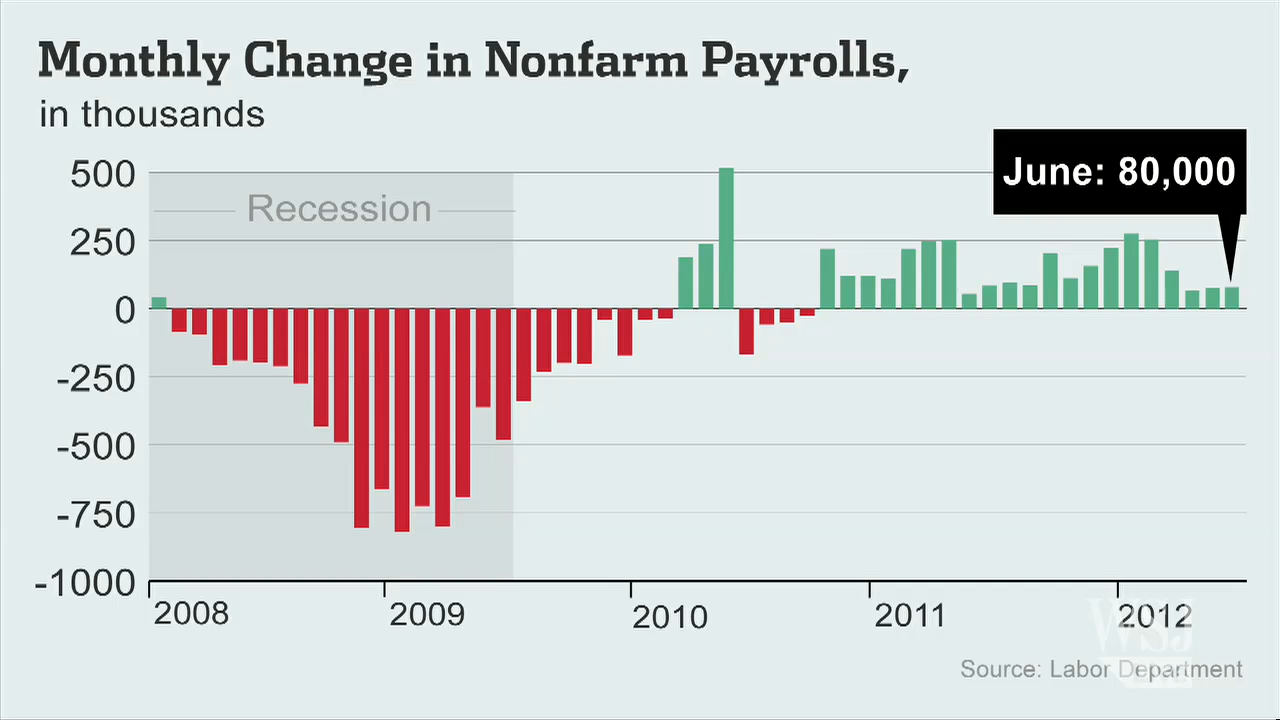 Monthly Change in Nonfarm Payrolls,
in thousands
June: 80,000
Recession
500
250
0
-250
-500
-750
-1000
2008
2009
2010
2011
2012
WSJ
Source: Labor Department